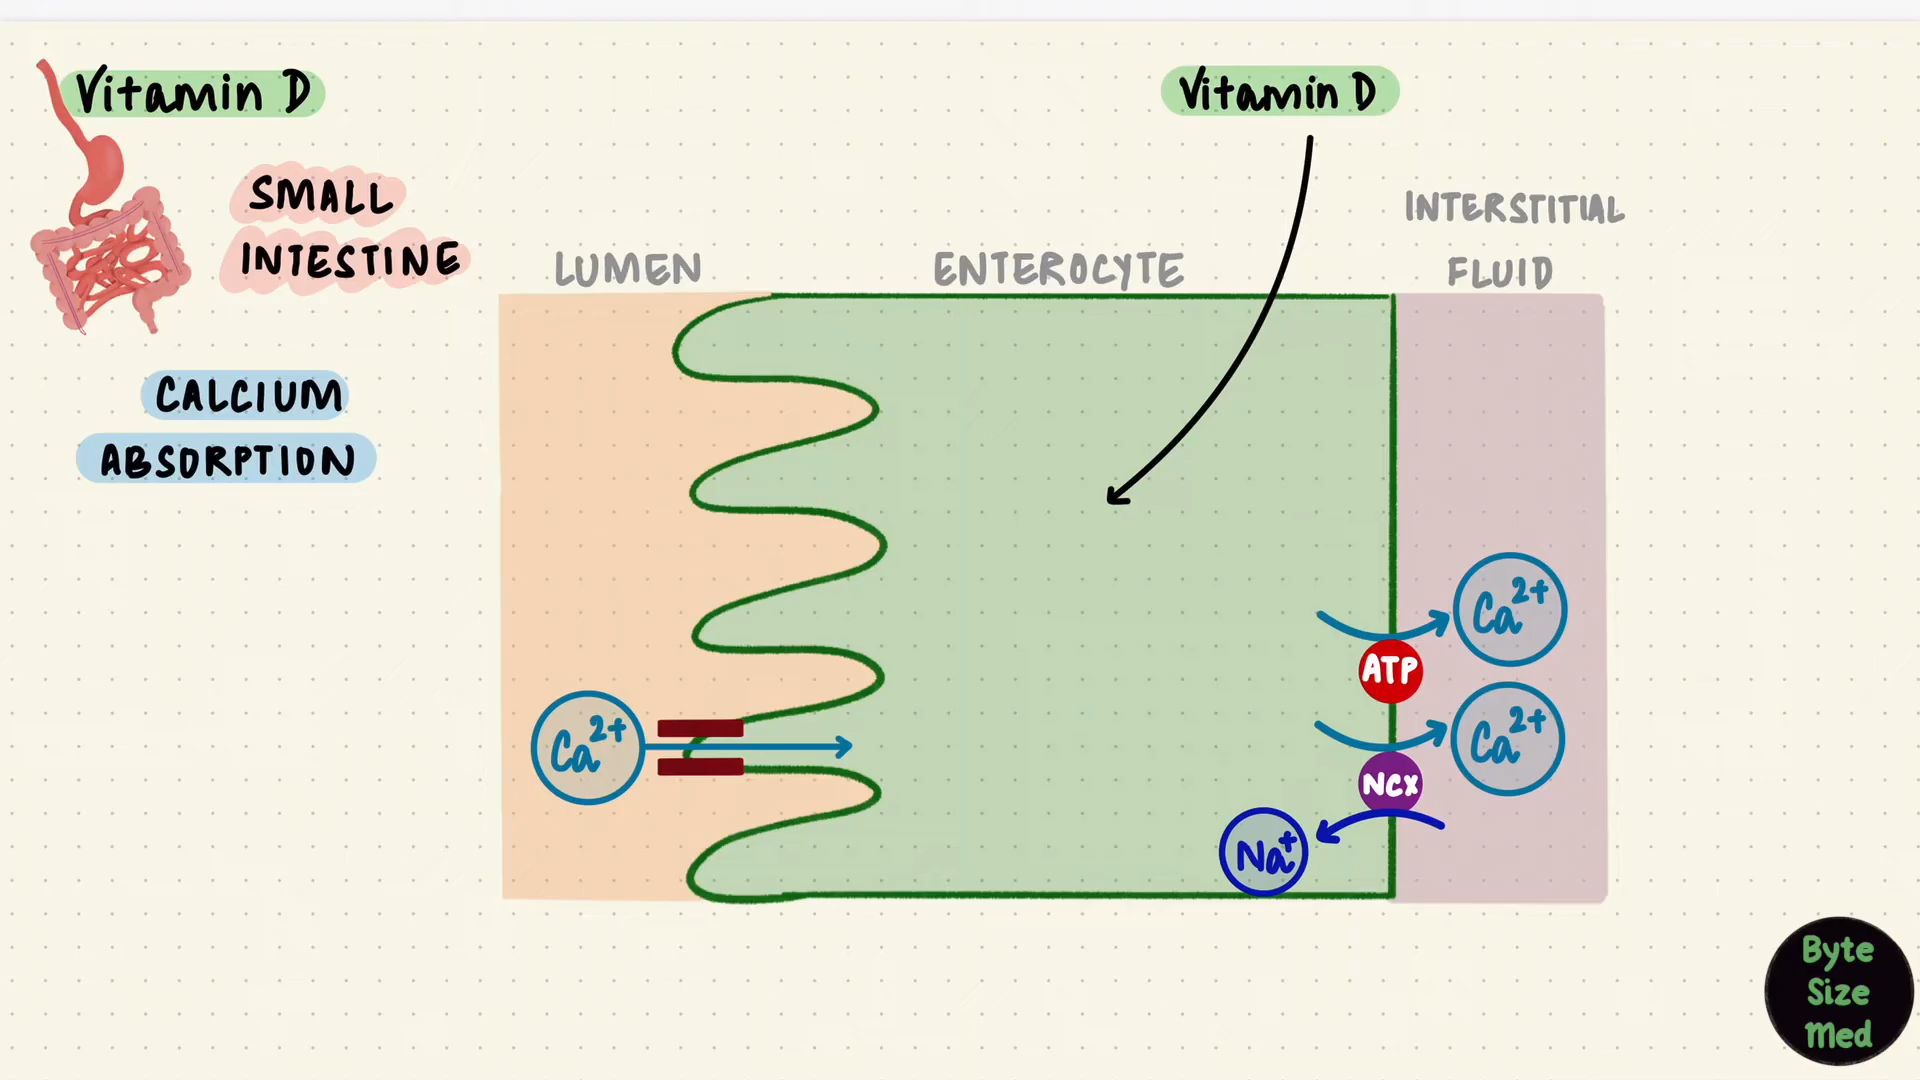 Vitamin D
SMALL
INTESTINE
CALCIUM
ABSORPTION
Vitamin D
LUMEN
ENTEROCYTE
INTERSTITIAL
FLUID
Ca²⁺
Ca²⁺
ATP
Ca²⁺
NCX
Na⁺
Byte
Size
Med